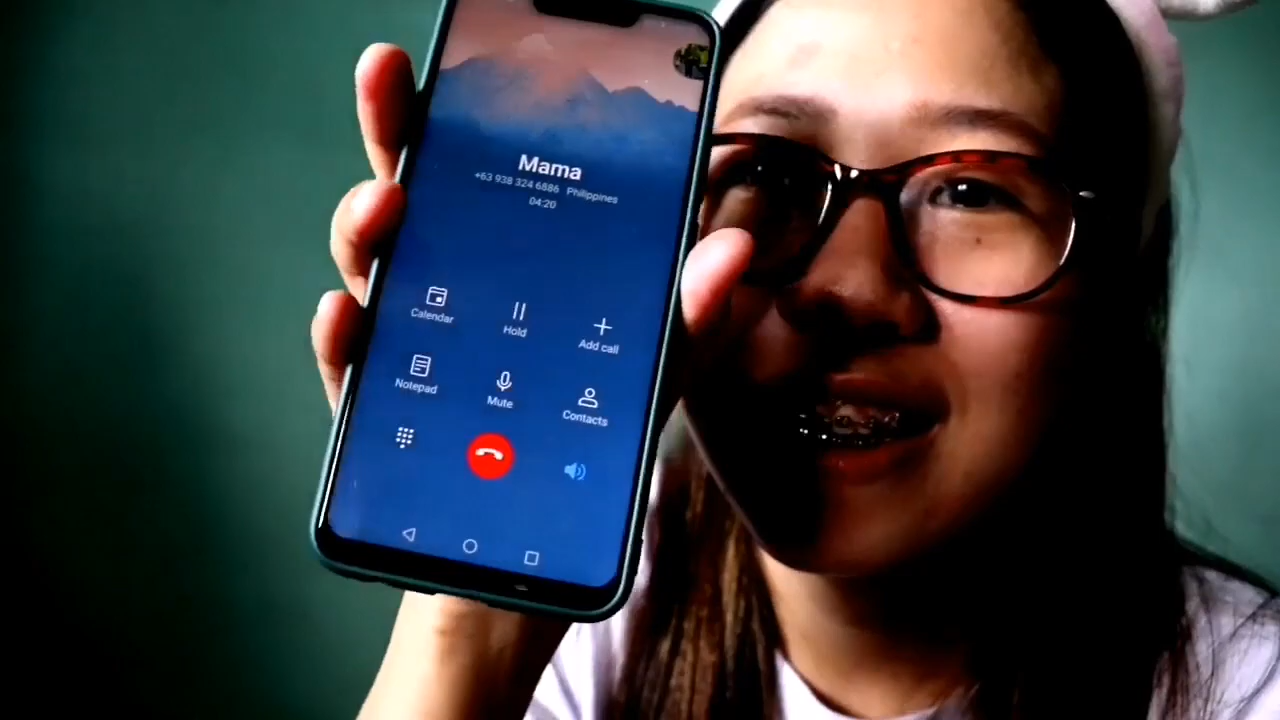 Mama
+63 938 324 6886 Philippines
04:20
Calendar Hold Add call
Notepad Mute Contacts